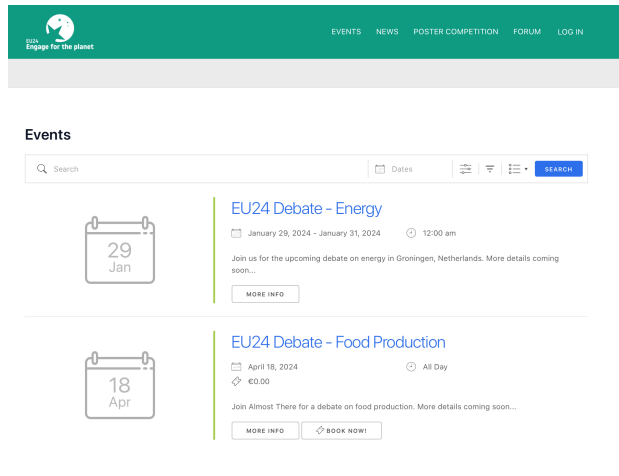 EU24
Engage for the planet
EVENTS NEWS POSTER COMPETITION FORUM LOG IN
Events
Search Dates SEARCH
29
Jan
EU24 Debate - Energy
January 29, 2024 - January 31, 2024 12:00 am
Join us for the upcoming debate on energy in Groningen, Netherlands. More details coming
soon...
MORE INFO
18
Apr
EU24 Debate - Food Production
April 18, 2024 All Day
€0.00
Join Almost There for a debate on food production. More details coming soon...
MORE INFO BOOK NOW!